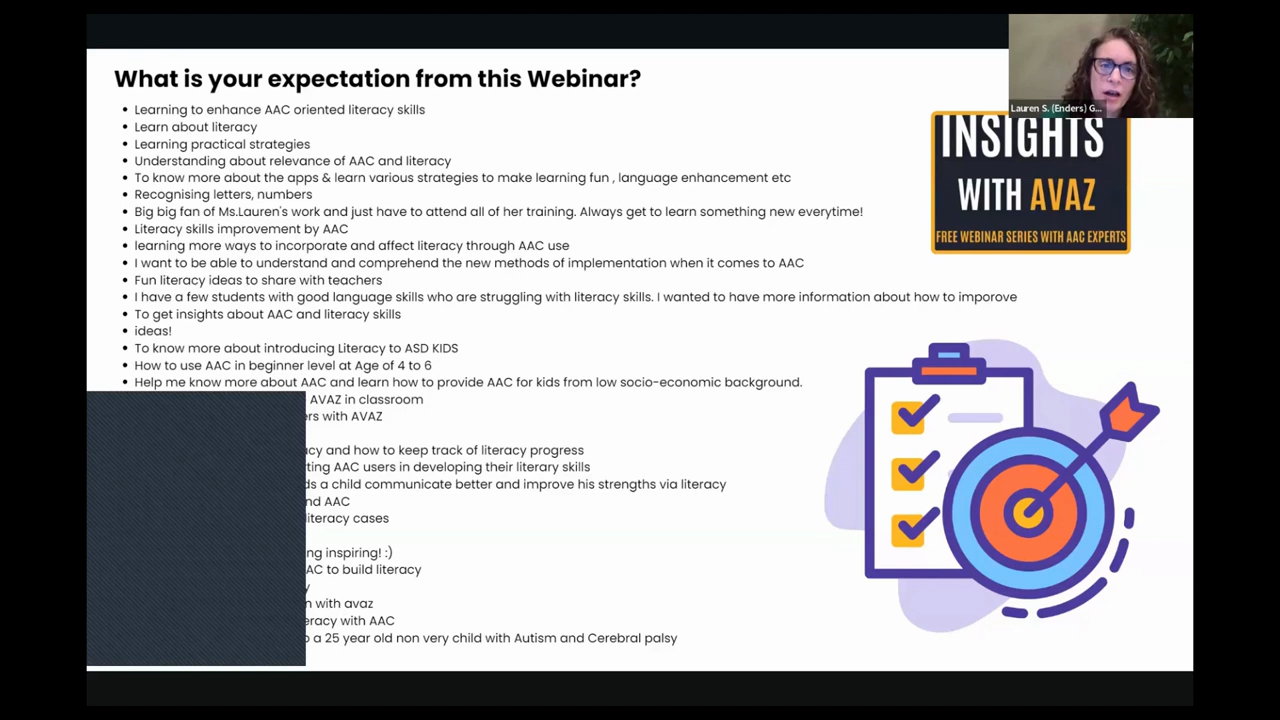 What is your expectation from this Webinar?
• Learning to enhance AAC oriented literacy skills
• Learn about literacy
• Learning practical strategies
• Understanding about relevance of AAC and literacy
• To know more about the apps & learn various strategies to make learning fun , language enhancement etc
• Recognising letters, numbers
• Big big fan of Ms.Lauren's work and just have to attend all of her training. Always get to learn something new everytime!
• Literacy skills improvement by AAC
• learning more ways to incorporate and affect literacy through AAC use
• I want to be able to understand and comprehend the new methods of implementation when it comes to AAC
• Fun literacy ideas to share with teachers
• I have a few students with good language skills who are struggling with literacy skills. I wanted to have more information about how to imporove
• To get insights about AAC and literacy skills
• ideas!
• To know more about introducing Literacy to ASD KIDS
• How to use AAC in beginner level at Age of 4 to 6
• Help me know more about AAC and learn how to provide AAC for kids from low socio-economic background.
AVAZ in classroom
with AVAZ
and how to keep track of literacy progress
AAC users in developing their literary skills
a child communicate better and improve his strengths via literacy
AAC
literacy cases
inspiring! :)
to build literacy
with avaz
with AAC
a 25 year old non very child with Autism and Cerebral palsy
Lauren S. (Enders) G...
INSIGHTS
WITH AVAZ
FREE WEBINAR SERIES WITH AAC EXPERTS